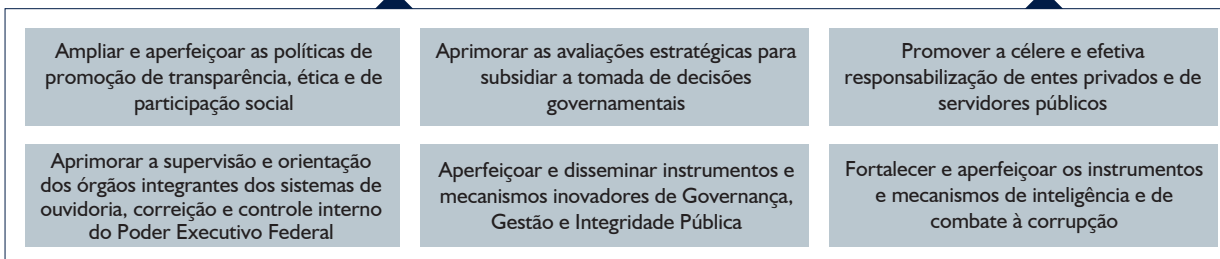 Ampliar e aperfeiçoar as políticas de
promoção de transparência, ética e de
participação social
Aprimorar as avaliações estratégicas para
subsidiar a tomada de decisões
governamentais
Promover a célere e efetiva
responsabilização de entes privados e de
servidores públicos
Aprimorar a supervisão e orientação
dos órgãos integrantes dos sistemas de
ouvidoria, correição e controle interno
do Poder Executivo Federal
Aperfeiçoar e disseminar instrumentos e
mecanismos inovadores de Governança,
Gestão e Integridade Pública
Fortalecer e aperfeiçoar os instrumentos
e mecanismos de inteligência e de
combate à corrupção